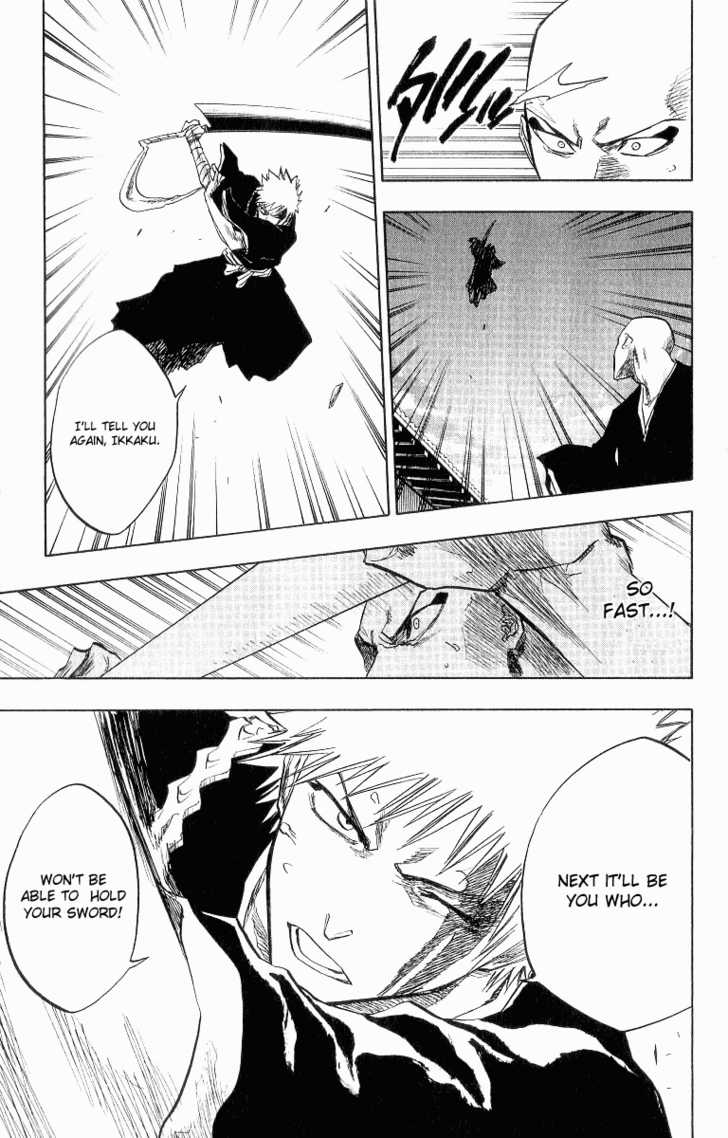 I'LL TELL YOU
AGAIN, IKKAKU.
SO
FAST...!
NEXT IT'LL BE
YOU WHO...
WON'T BE
ABLE TO HOLD
YOUR SWORD!